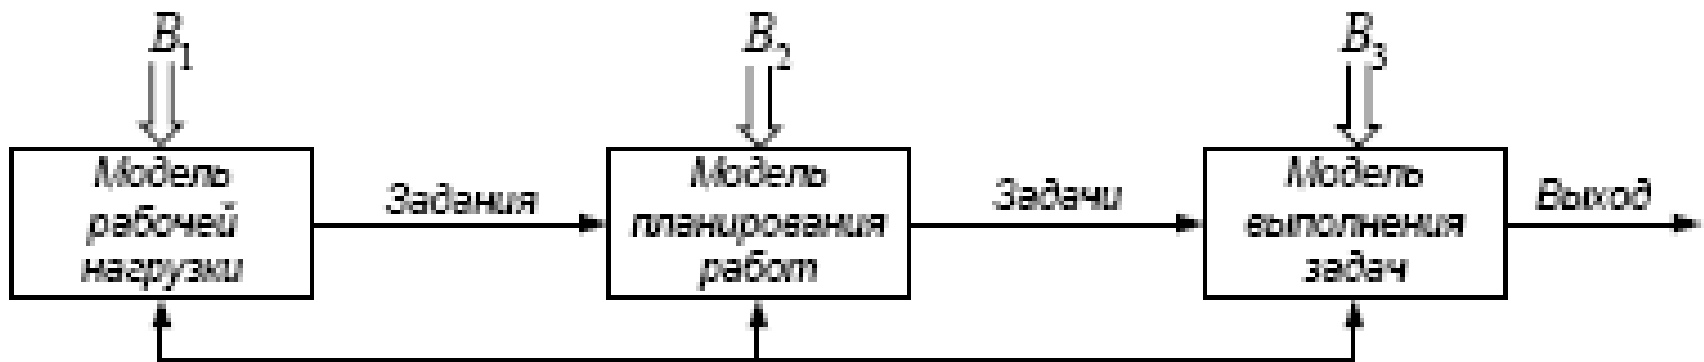 B₁
B₂
B₃
Модель
рабочей
нагрузки
Задания
Модель
планирования
работ
Задачи
Модель
выполнения
задач
Выход